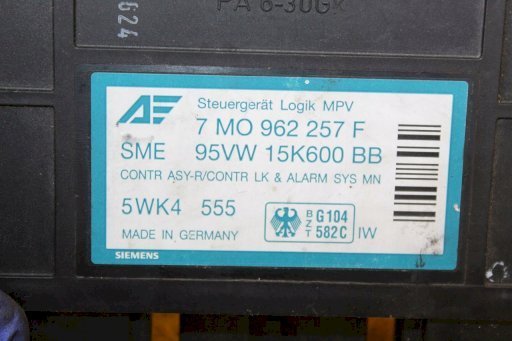 PA 6-30GK
624
AE
Steuergerät Logik MPV
7 MO 962 257 F
SME 95VW 15K600 BB
CONTR ASY-R/CONTR LK & ALARM SYS MN
5WK4 555
BZT G104 582C IW
MADE IN GERMANY
SIEMENS